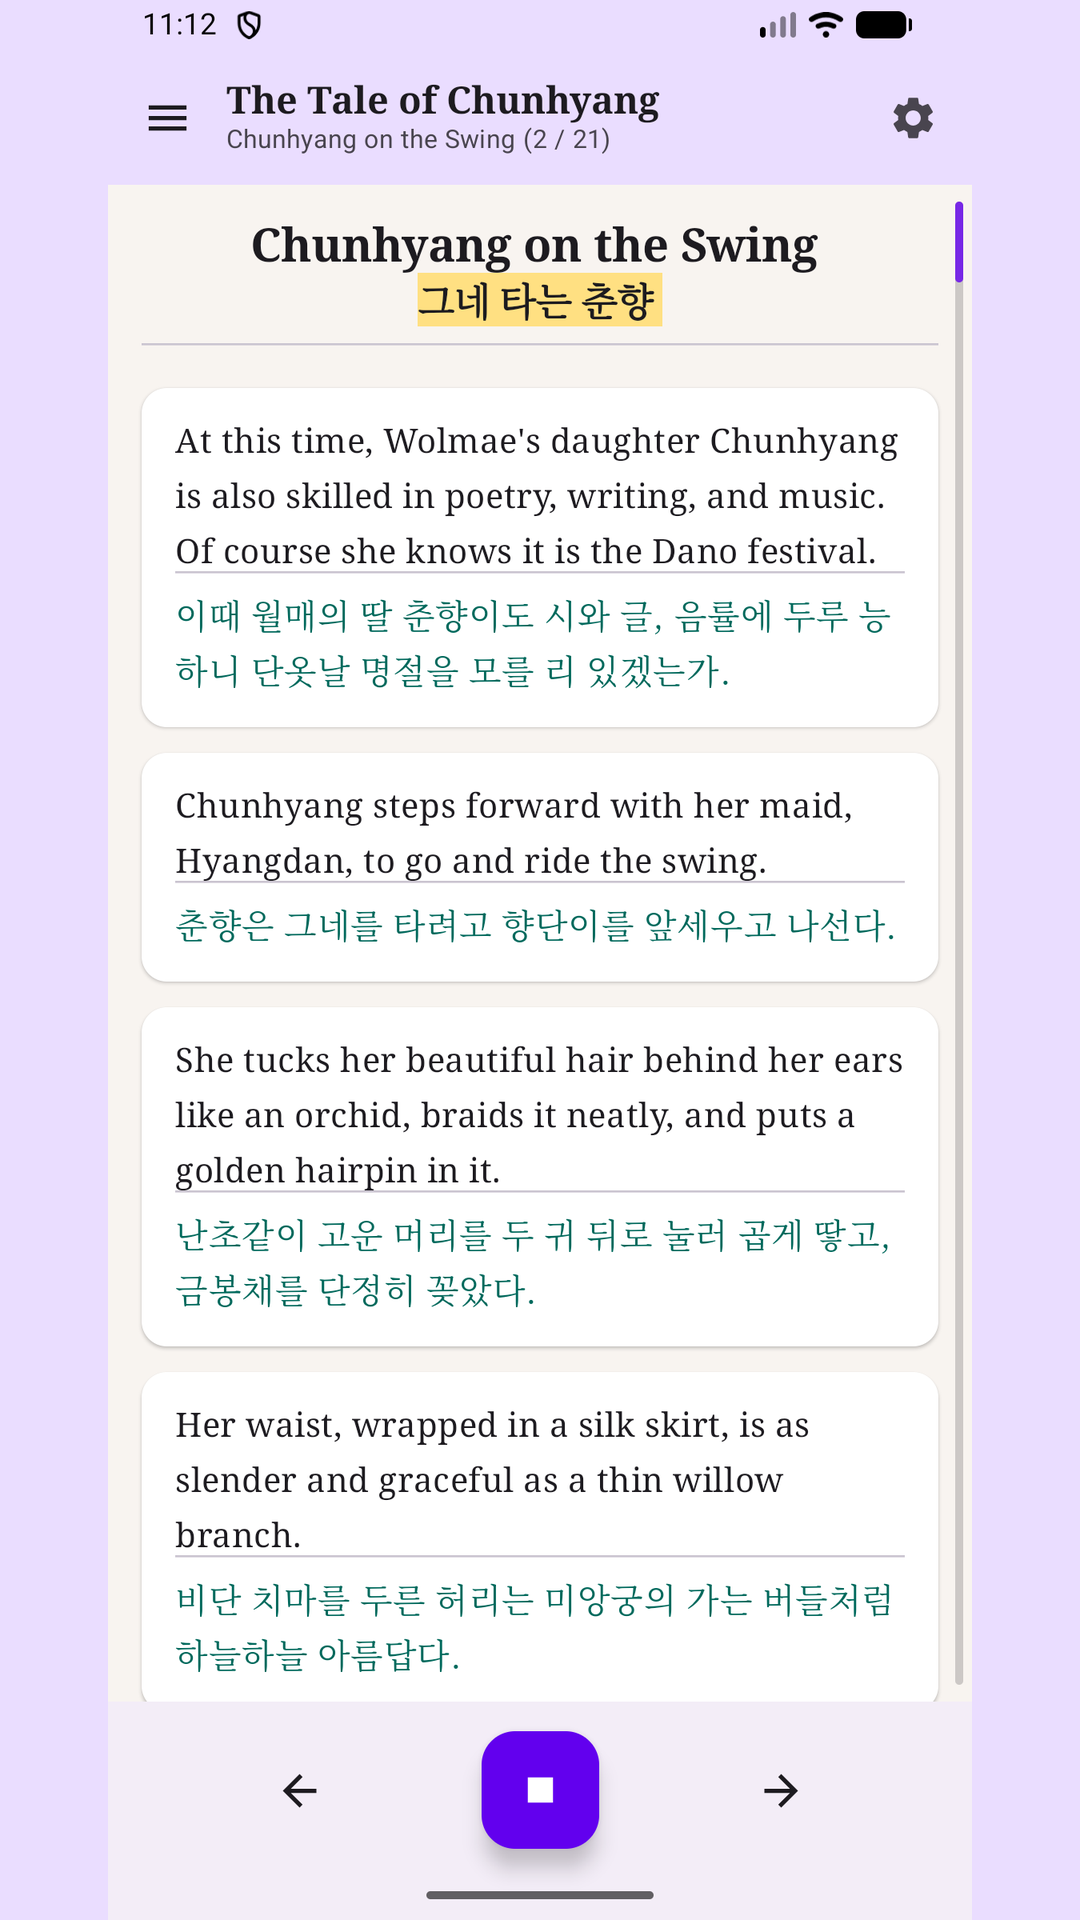 11:12
The Tale of Chunhyang
Chunhyang on the Swing (2 / 21)
Chunhyang on the Swing
그네 타는 춘향
At this time, Wolmae's daughter Chunhyang
is also skilled in poetry, writing, and music.
Of course she knows it is the Dano festival.
이때 월매의 딸 춘향이도 시와 글, 음률에 두루 능
하니 단옷날 명절을 모를 리 있겠는가.
Chunhyang steps forward with her maid,
Hyangdan, to go and ride the swing.
춘향은 그네를 타려고 향단이를 앞세우고 나선다.
She tucks her beautiful hair behind her ears
like an orchid, braids it neatly, and puts a
golden hairpin in it.
난초같이 고운 머리를 두 귀 뒤로 눌러 곱게 땋고,
금봉채를 단정히 꽂았다.
Her waist, wrapped in a silk skirt, is as
slender and graceful as a thin willow
branch.
비단 치마를 두른 허리는 미앙궁의 가는 버들처럼
하늘하늘 아름답다.